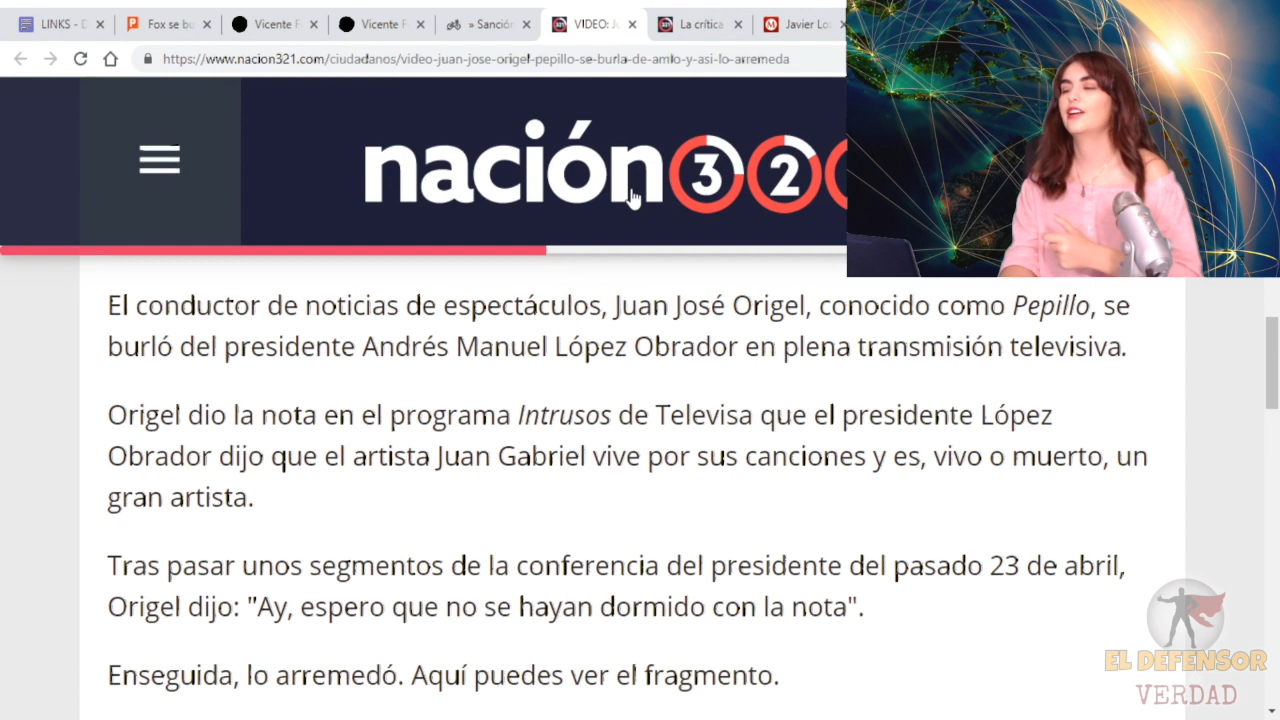 LINKS - D
Fox se bu
Vicente F
Vicente F
» Sanción
VIDEO: Ju
La crítica
Javier Lo
https://www.nacion321.com/ciudadanos/video-juan-jose-origel-pepillo-se-burla-de-amlo-y-asi-lo-arremeda
nación32
El conductor de noticias de espectáculos, Juan José Origel, conocido como Pepillo, se
burló del presidente Andrés Manuel López Obrador en plena transmisión televisiva.
Origel dio la nota en el programa Intrusos de Televisa que el presidente López
Obrador dijo que el artista Juan Gabriel vive por sus canciones y es, vivo o muerto, un
gran artista.
Tras pasar unos segmentos de la conferencia del presidente del pasado 23 de abril,
Origel dijo: "Ay, espero que no se hayan dormido con la nota".
Enseguida, lo arremedó. Aquí puedes ver el fragmento.
EL DEFENSOR
VERDAD